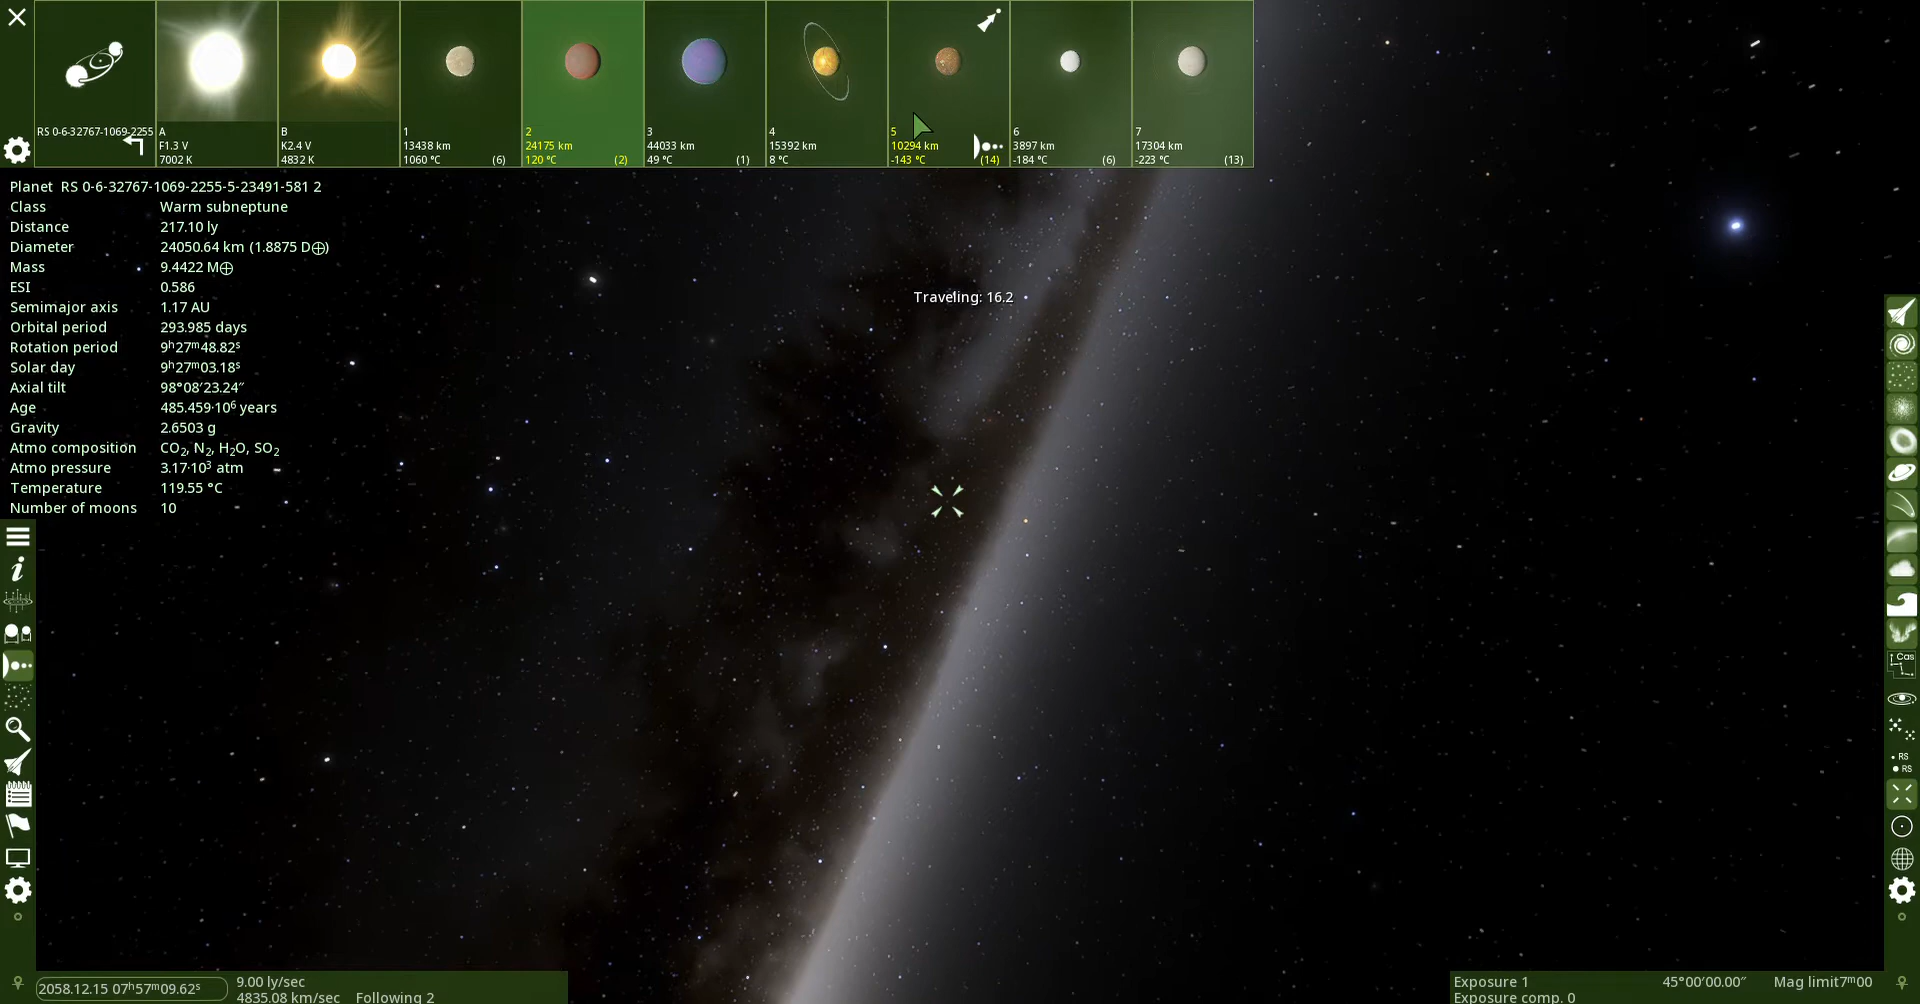 RS 0-6-32767-1069-2255
A
F1.3 V
7002 K
B
K2.4 V
4832 K
1
13438 km
1060 °C (6)
2
24175 km
120 °C (2)
3
44033 km
49 °C (1)
4
15392 km
8 °C
5
10294 km
-143 °C (14)
6
3897 km
-184 °C (6)
7
17304 km
-223 °C (13)
Planet RS 0-6-32767-1069-2255-5-23491-581 2
Class Warm subneptune
Distance 217.10 ly
Diameter 24050.64 km (1.8875 D⊕)
Mass 9.4422 M⊕
ESI 0.586
Semimajor axis 1.17 AU
Orbital period 293.985 days
Rotation period 9ʰ27ᵐ48.82ˢ
Solar day 9ʰ27ᵐ03.18ˢ
Axial tilt 98°08′23.24″
Age 485.459·10⁶ years
Gravity 2.6503 g
Atmo composition CO₂, N₂, H₂O, SO₂
Atmo pressure 3.17·10³ atm
Temperature 119.55 °C
Number of moons 10
Traveling: 16.2
Cas
RS
RS
2058.12.15 07ʰ57ᵐ09.62ˢ
9.00 ly/sec
4835.08 km/sec Following 2
Exposure 1 45°00′00.00″ Mag limit7ᵐ00
Exposure comp. 0